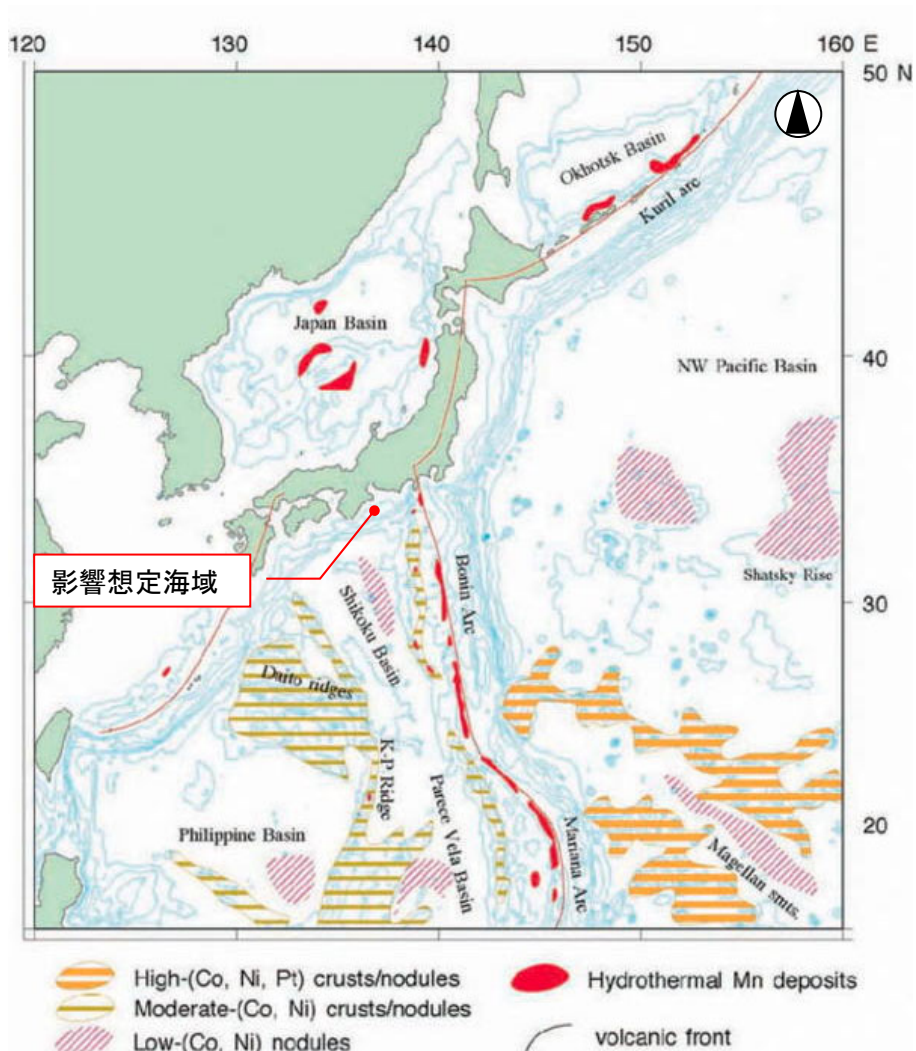 120 130 140 150 160 E
50 N
Okhotsk Basin
Kuril arc
Japan Basin
40
NW Pacific Basin
影響想定海域
Shatsky Rise
30
Bonin Arc
Shikoku Basin
Daito ridges
K-P Ridge
Parece Vela Basin
20
Philippine Basin
Mariana Arc
Magellan smts.
High-(Co, Ni, Pt) crusts/nodules
Hydrothermal Mn deposits
Moderate-(Co, Ni) crusts/nodules
Low-(Co, Ni) nodules
volcanic front